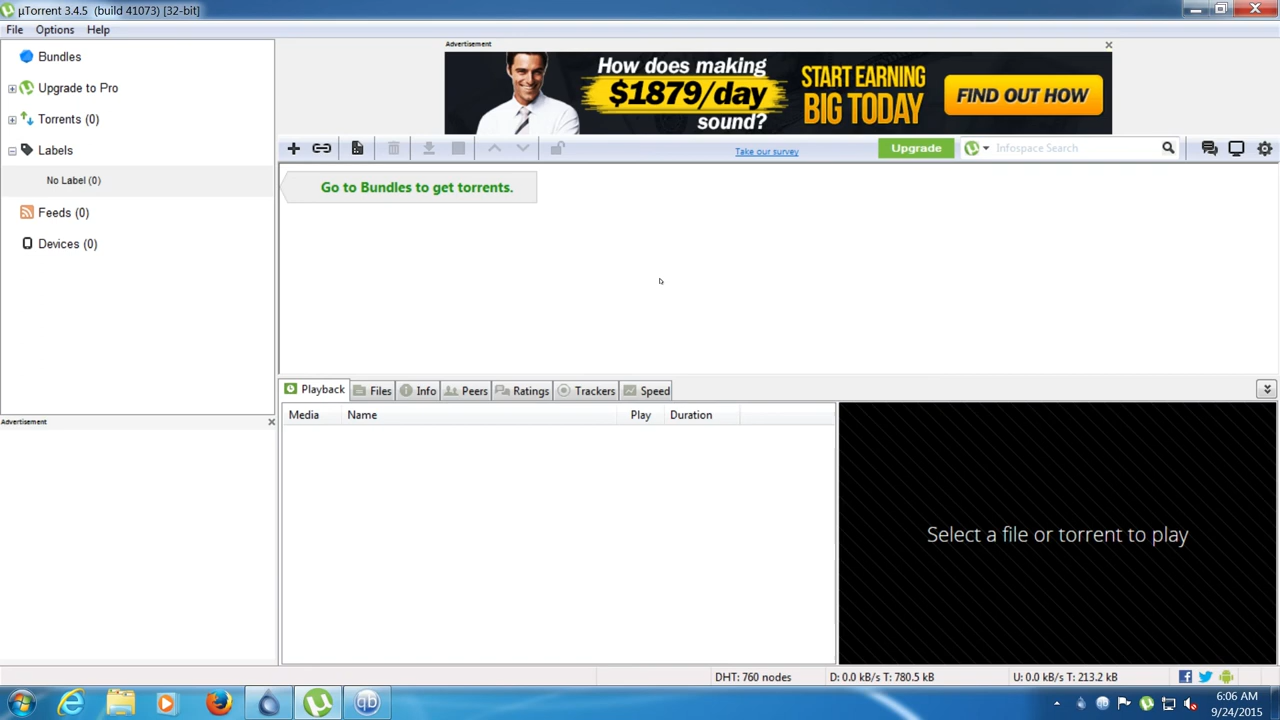 µTorrent 3.4.5 (build 41073) [32-bit]
File Options Help
Bundles
Upgrade to Pro
Torrents (0)
Labels
No Label (0)
Feeds (0)
Devices (0)
Advertisement
Advertisement
How does making
$1879/day
sound?
START EARNING
BIG TODAY
FIND OUT HOW
Take our survey
Upgrade
Infospace Search
Go to Bundles to get torrents.
Playback Files Info Peers Ratings Trackers Speed
Media Name Play Duration
Select a file or torrent to play
DHT: 760 nodes D: 0.0 kB/s T: 780.5 kB U: 0.0 kB/s T: 213.2 kB
qb
6:06 AM
9/24/2015